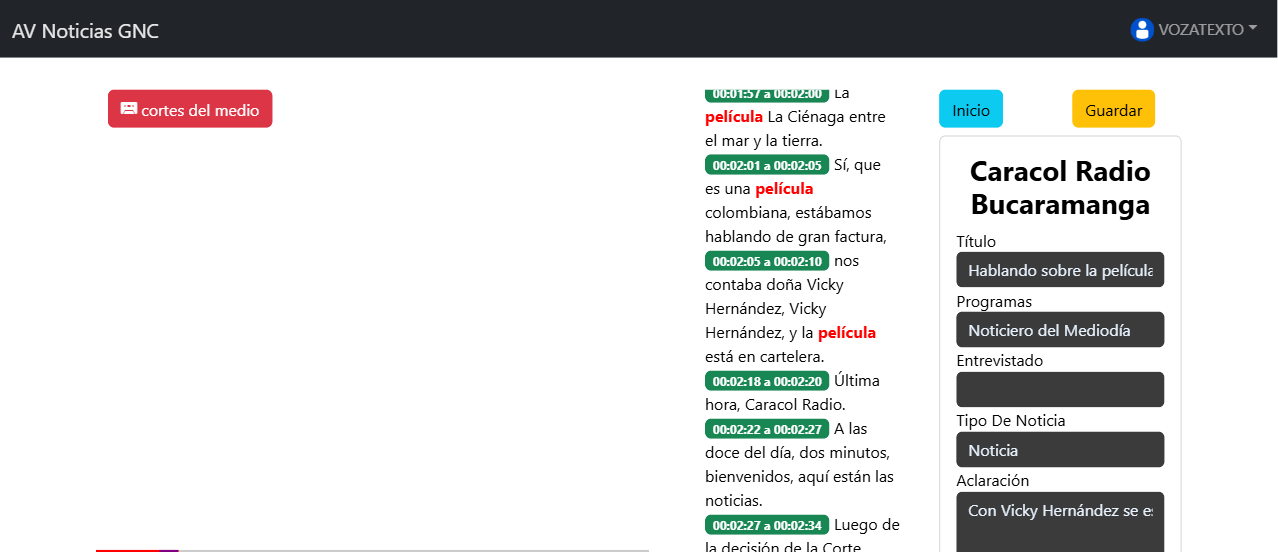 AV Noticias GNC
VOZATEXTO
cortes del medio
00:01:57 a 00:02:00 La
película La Ciénaga entre
el mar y la tierra.
00:02:01 a 00:02:05 Sí, que
es una película
colombiana, estábamos
hablando de gran factura,
00:02:05 a 00:02:10 nos
contaba doña Vicky
Hernández, Vicky
Hernández, y la película
está en cartelera.
00:02:18 a 00:02:20 Última
hora, Caracol Radio.
00:02:22 a 00:02:27 A las
doce del día, dos minutos,
bienvenidos, aquí están las
noticias.
00:02:27 a 00:02:34 Luego de
la decisión de la Corte
Inicio
Guardar
Caracol Radio
Bucaramanga
Título
Hablando sobre la película
Programas
Noticiero del Mediodía
Entrevistado
Tipo De Noticia
Noticia
Aclaración
Con Vicky Hernández se es